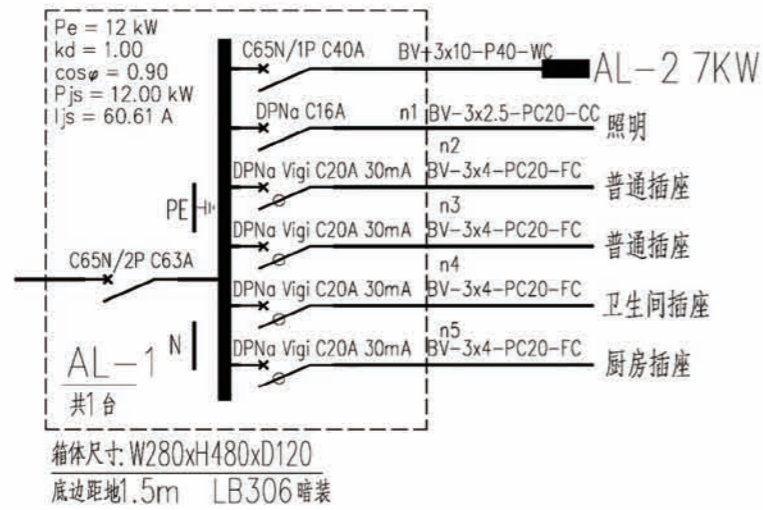 Pe = 12 kW
kd = 1.00
cosφ = 0.90
Pjs = 12.00 kW
Ijs = 60.61 A
C65N/1P C40A BV-3x10-P40-WC AL-2 7KW
DPNa C16A n1 BV-3x2.5-PC20-CC 照明
n2
DPNa Vigi C20A 30mA BV-3x4-PC20-FC 普通插座
PE
n3
DPNa Vigi C20A 30mA BV-3x4-PC20-FC 普通插座
C65N/2P C63A
n4
DPNa Vigi C20A 30mA BV-3x4-PC20-FC 卫生间插座
n5
DPNa Vigi C20A 30mA BV-3x4-PC20-FC 厨房插座
N
AL-1
共1台
箱体尺寸:W280xH480xD120
底边距地1.5m LB306暗装